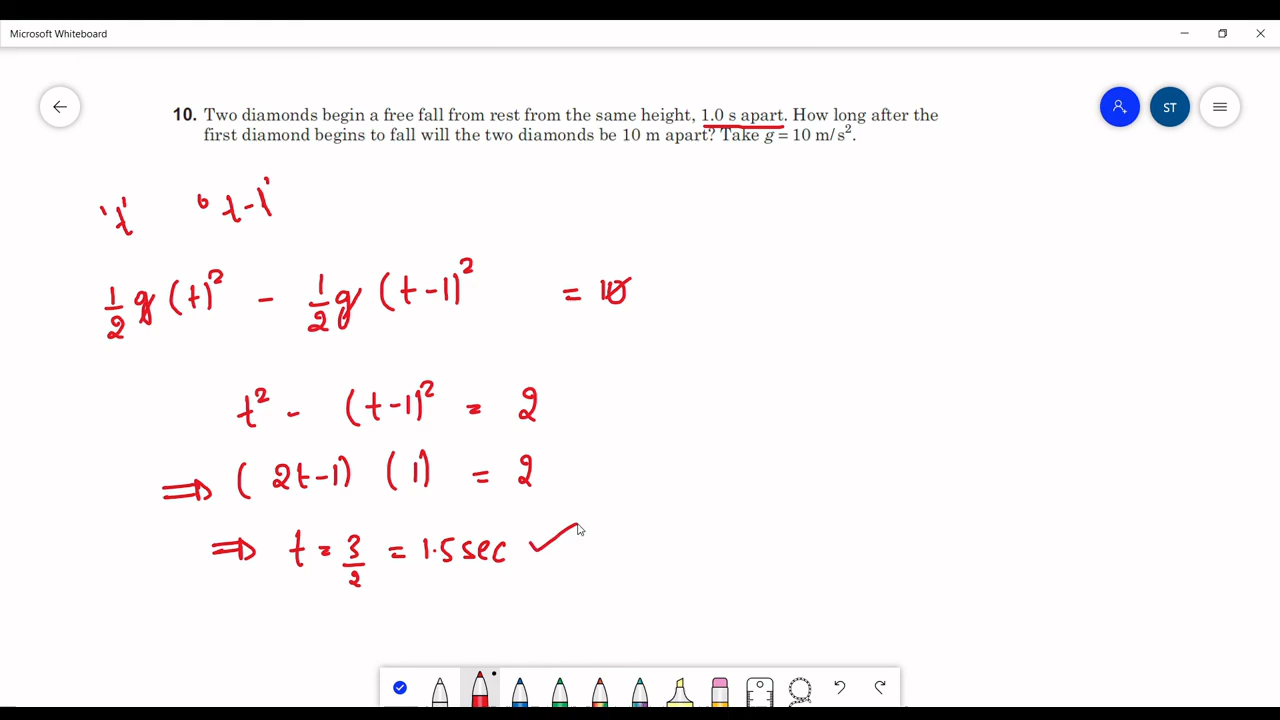 Microsoft Whiteboard
ST
10. Two diamonds begin a free fall from rest from the same height, 1.0 s apart. How long after the
first diamond begins to fall will the two diamonds be 10 m apart? Take g = 10 m/s².
't' 't-1'
1/2 g (t)² - 1/2 g (t-1)² = 10
t² - (t-1)² = 2
⇒ (2t-1) (1) = 2
⇒ t = 3/2 = 1.5 sec ✓